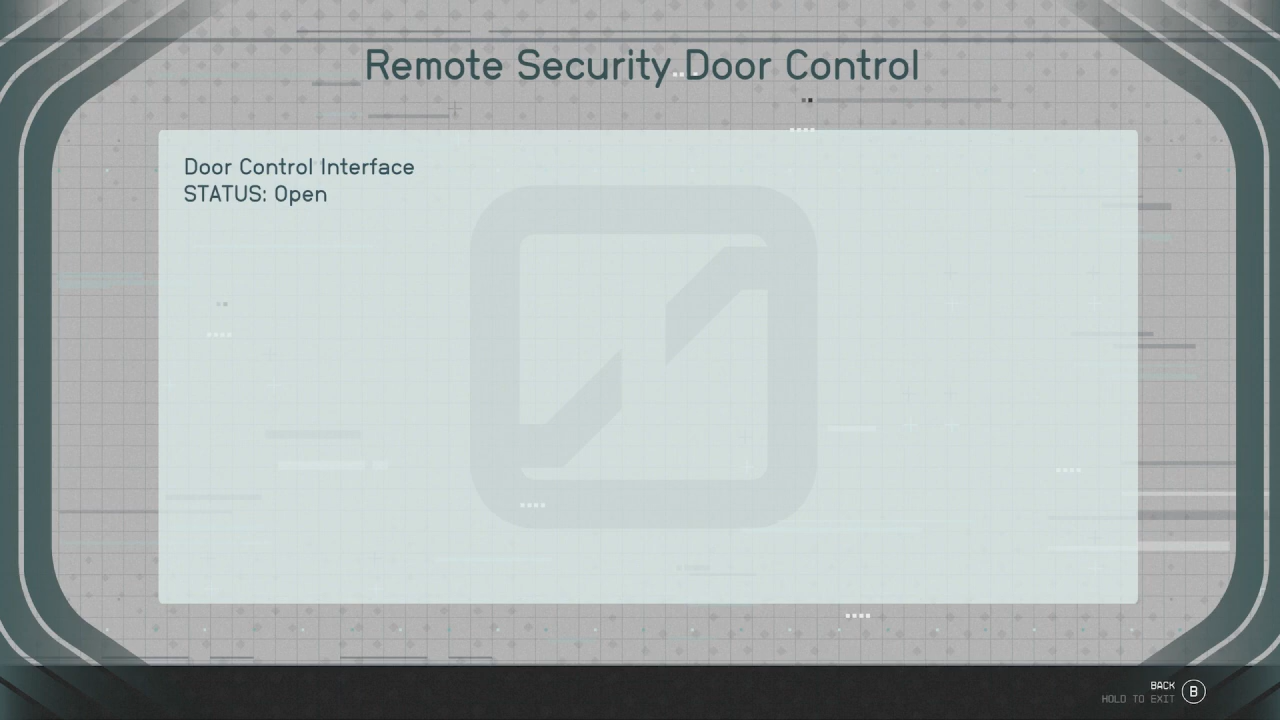 Remote Security Door Control
Door Control Interface
STATUS: Open
BACK
HOLD TO EXIT
B